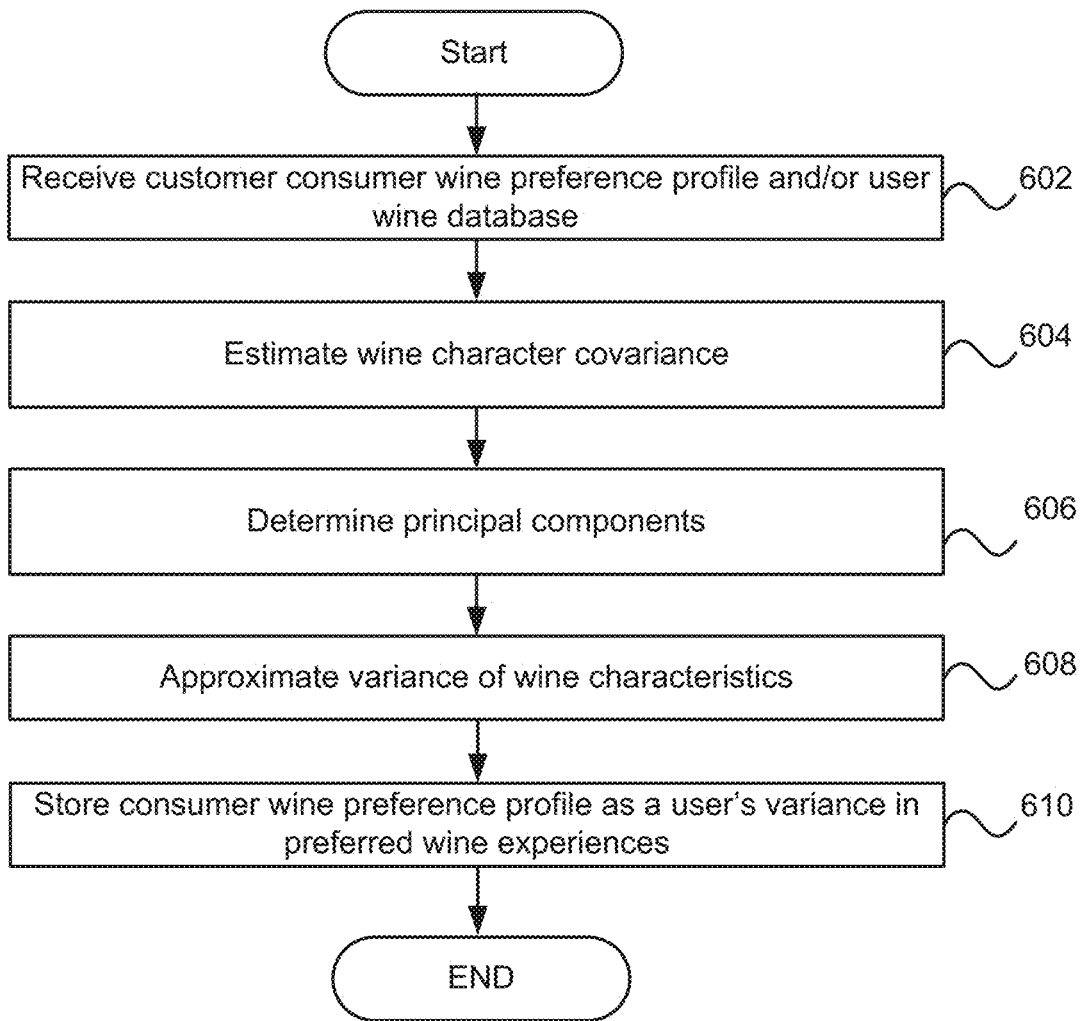 Start
Receive customer consumer wine preference profile and/or user
wine database
602
Estimate wine character covariance
604
Determine principal components
606
Approximate variance of wine characteristics
608
Store consumer wine preference profile as a user's variance in
preferred wine experiences
610
END